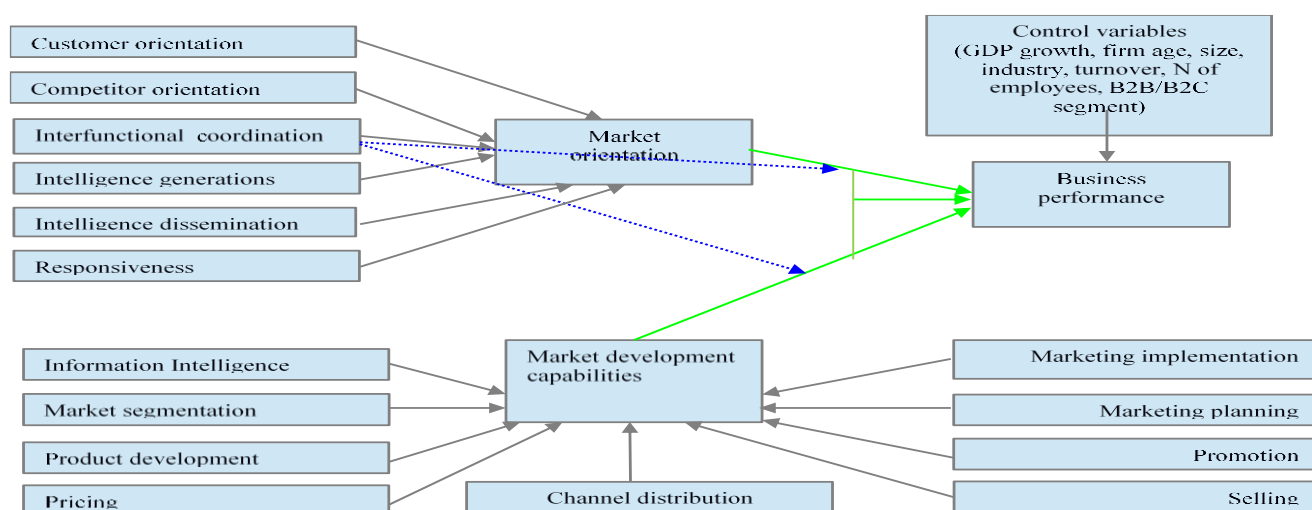 Customer orientation
Competitor orientation
Interfunctional coordination
Intelligence generations
Intelligence dissemination
Responsiveness
Market
orientation
Control variables
(GDP growth, firm age, size,
industry, turnover, N of
employees, B2B/B2C
segment)
Business
performance
Information Intelligence
Market segmentation
Product development
Pricing
Market development
capabilities
Channel distribution
Marketing implementation
Marketing planning
Promotion
Selling